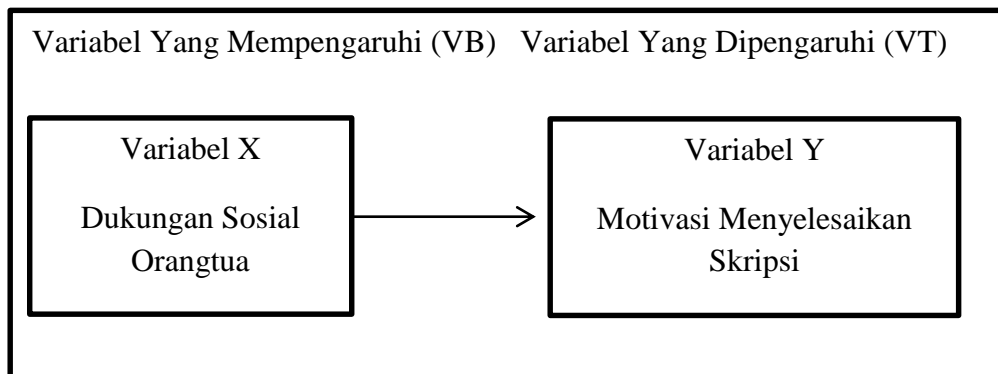 Variabel Yang Mempengaruhi (VB) Variabel Yang Dipengaruhi (VT)
Variabel X
Dukungan Sosial
Orangtua
Variabel Y
Motivasi Menyelesaikan
Skripsi